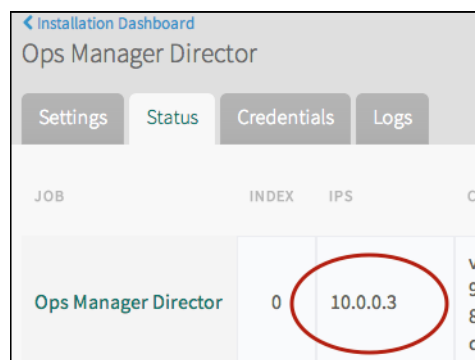 Installation Dashboard
Ops Manager Director
Settings Status Credentials Logs
JOB INDEX IPS
Ops Manager Director 0 10.0.0.3